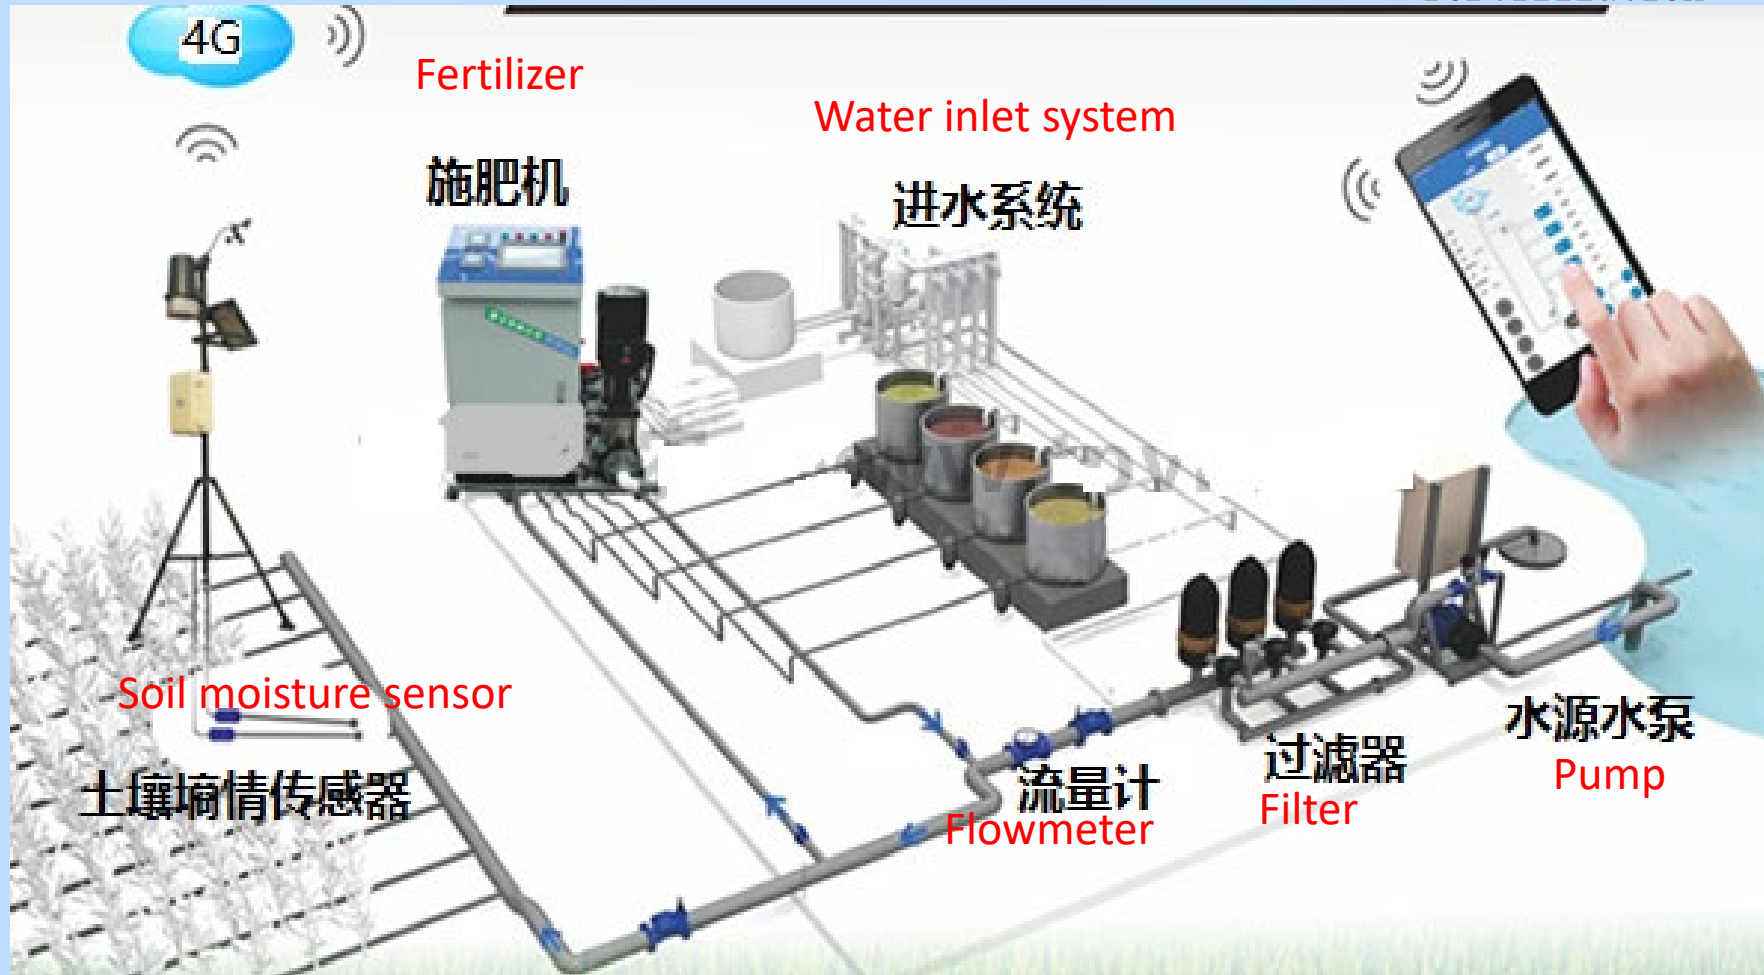 4G
Fertilizer
Water inlet system
施肥机
进水系统
Soil moisture sensor
土壤墒情传感器
水源水泵
Pump
过滤器
Filter
流量计
Flowmeter